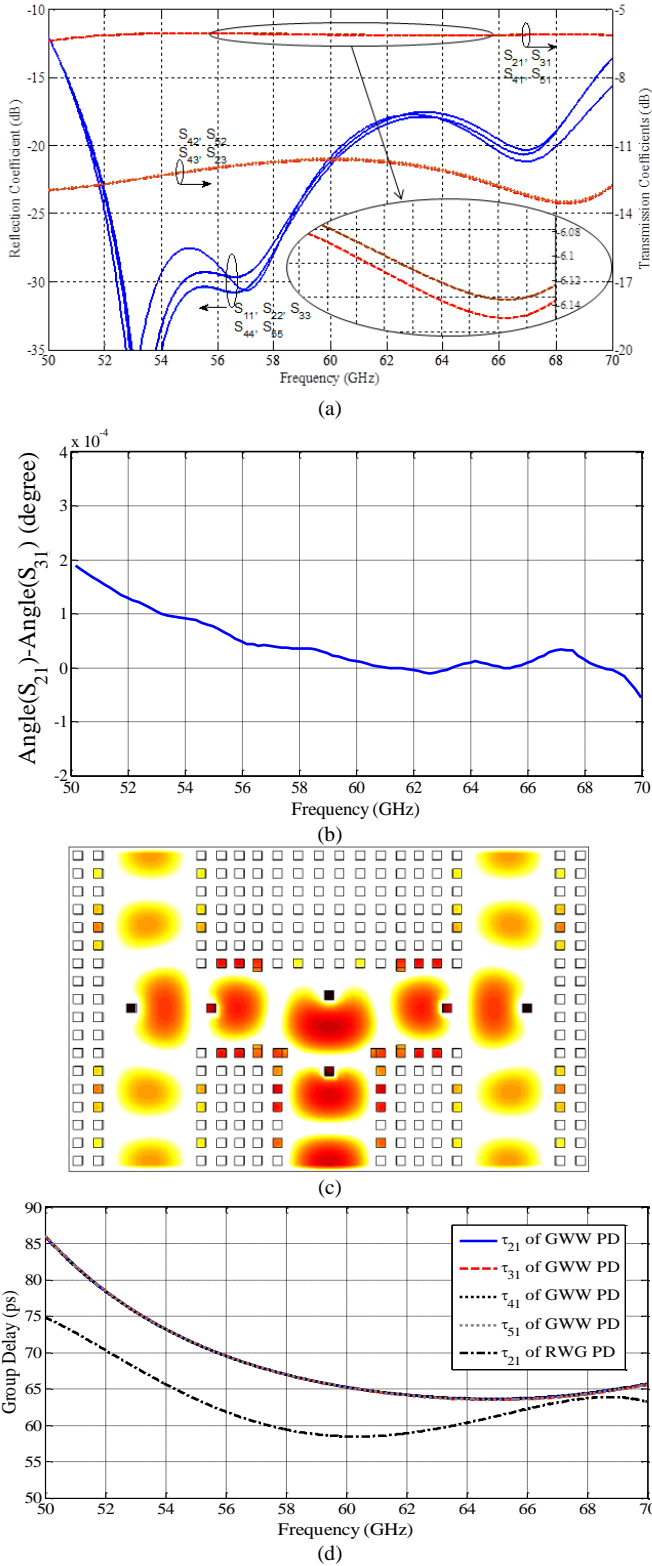 -10
-15
-20
-25
-30
-35
Reflection Coefficient (dB)
-5
-8
-11
-14
-17
-20
Transmission Coefficients (dB)
S21, S31
S41, S51
S42, S52
S43, S23
-6.08
-6.1
-6.12
-6.14
S11, S22, S33
S44, S55
50 52 54 56 58 60 62 64 66 68 70
Frequency (GHz)
(a)
x 10-4
4
3
2
1
0
-1
-2
Angle(S21)-Angle(S31) (degree)
50 52 54 56 58 60 62 64 66 68 70
Frequency (GHz)
(b)
(c)
90
85
80
75
70
65
60
55
50
Group Delay (ps)
τ21 of GWW PD
τ31 of GWW PD
τ41 of GWW PD
τ51 of GWW PD
τ21 of RWG PD
50 52 54 56 58 60 62 64 66 68 70
Frequency (GHz)
(d)